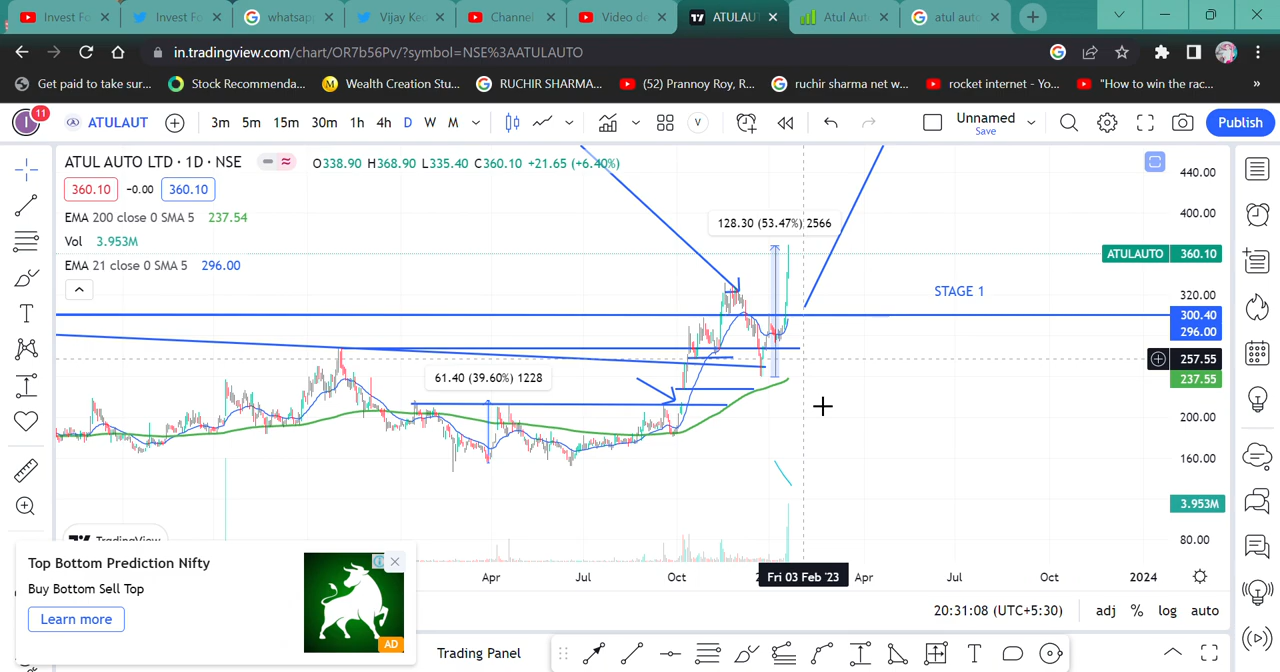 Invest Fo
Invest Fo
whatsap
Vijay Ked
Channel
Video de
ATULAUT
Atul Aut
atul auto
in.tradingview.com/chart/OR7b56Pv/?symbol=NSE%3AATULAUTO
Get paid to take sur...
Stock Recommenda...
Wealth Creation Stu...
RUCHIR SHARMA...
(52) Prannoy Roy, R...
ruchir sharma net w...
rocket internet - Yo...
"How to win the rac...
»
11
I
ATULAUT
3m 5m 15m 30m 1h 4h D W M
V
Unnamed
Save
Publish
ATUL AUTO LTD · 1D · NSE
O338.90 H368.90 L335.40 C360.10 +21.65 (+6.40%)
360.10 -0.00 360.10
EMA 200 close 0 SMA 5 237.54
Vol 3.953M
EMA 21 close 0 SMA 5 296.00
128.30 (53.47%) 2566
61.40 (39.60%) 1228
STAGE 1
440.00
400.00
ATULAUTO 360.10
320.00
300.40
296.00
257.55
237.55
200.00
160.00
3.953M
80.00
TradingView
Apr Jul Oct Fri 03 Feb '23 Apr Jul Oct 2024
Top Bottom Prediction Nifty
Buy Bottom Sell Top
Learn more
AD
20:31:08 (UTC+5:30)
adj % log auto
Trading Panel